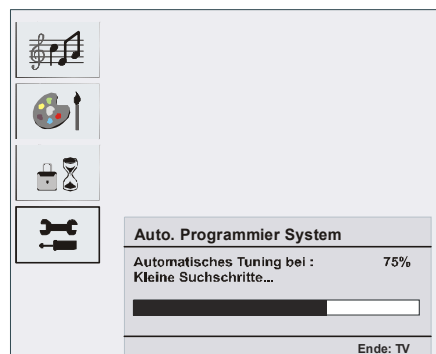 Auto. Programmier System
Automatisches Tuning bei : 75%
Kleine Suchschritte...
Ende: TV